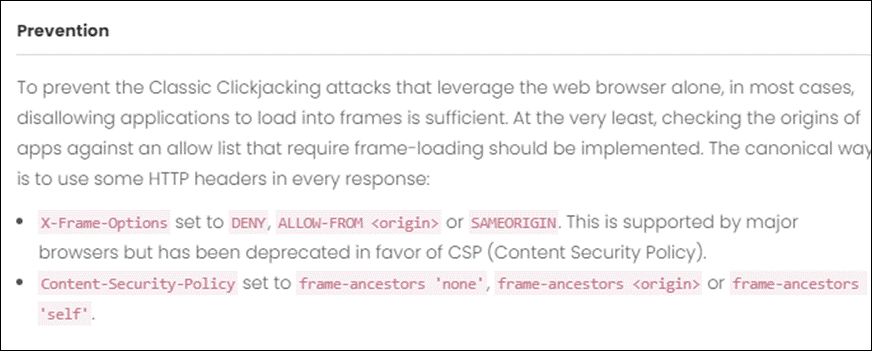 Prevention
To prevent the Classic Clickjacking attacks that leverage the web browser alone, in most cases,
disallowing applications to load into frames is sufficient. At the very least, checking the origins of
apps against an allow list that require frame-loading should be implemented. The canonical way
is to use some HTTP headers in every response:
• X-Frame-Options set to DENY, ALLOW-FROM <origin> or SAMEORIGIN. This is supported by major
browsers but has been deprecated in favor of CSP (Content Security Policy).
• Content-Security-Policy set to frame-ancestors 'none', frame-ancestors <origin> or frame-ancestors
'self'.